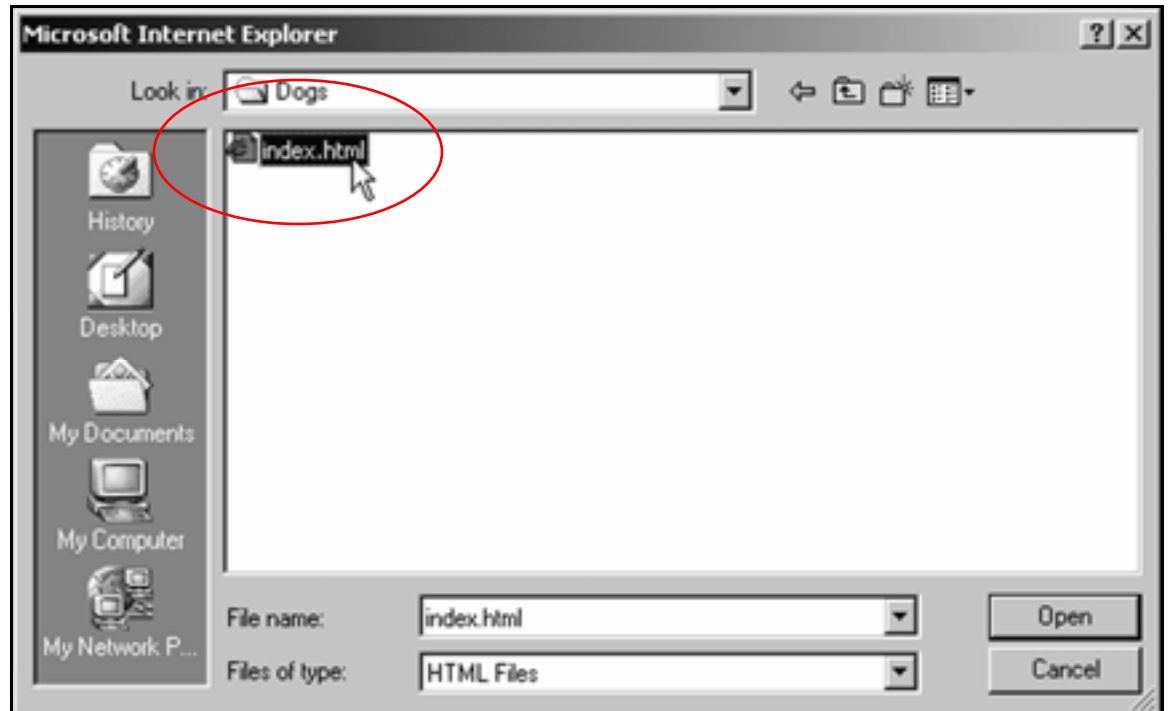 Microsoft Internet Explorer
Look in: Dogs
index.html
History
Desktop
My Documents
My Computer
My Network P...
File name: index.html Open
Files of type: HTML Files Cancel